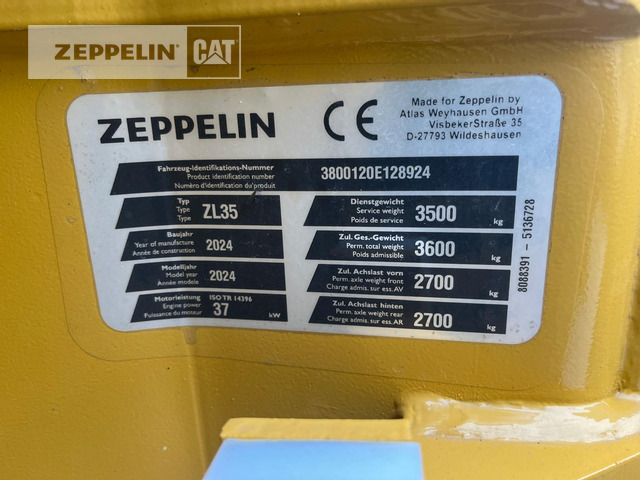 ZEPPELIN CAT
ZEPPELIN
CE
Made for Zeppelin by
Atlas Weyhausen GmbH
VisbekerStraße 35
D-27793 Wildeshausen
Fahrzeug-Identifikations-Nummer
Product identification number
Numéro d'identification du produit
3800120E128924
Typ
Type
Type
ZL35
Baujahr
Year of manufacture
Année de construction
2024
Modelljahr
Model year
Année modele
2024
Motorleistung ISO TR 14396
Engine power
Puissance du moteur
37 kW
Dienstgewicht
Service weight
Poids de service
3500 kg
Zul. Ges.-Gewicht
Perm. total weight
Poids admissible
3600 kg
Zul. Achslast vorn
Perm. axle weight front
Charge admis. sur ess. AV
2700 kg
Zul. Achslast hinten
Perm. axle weight rear
Charge admis. sur ess. AR
2700 kg
8088391 - 5136728